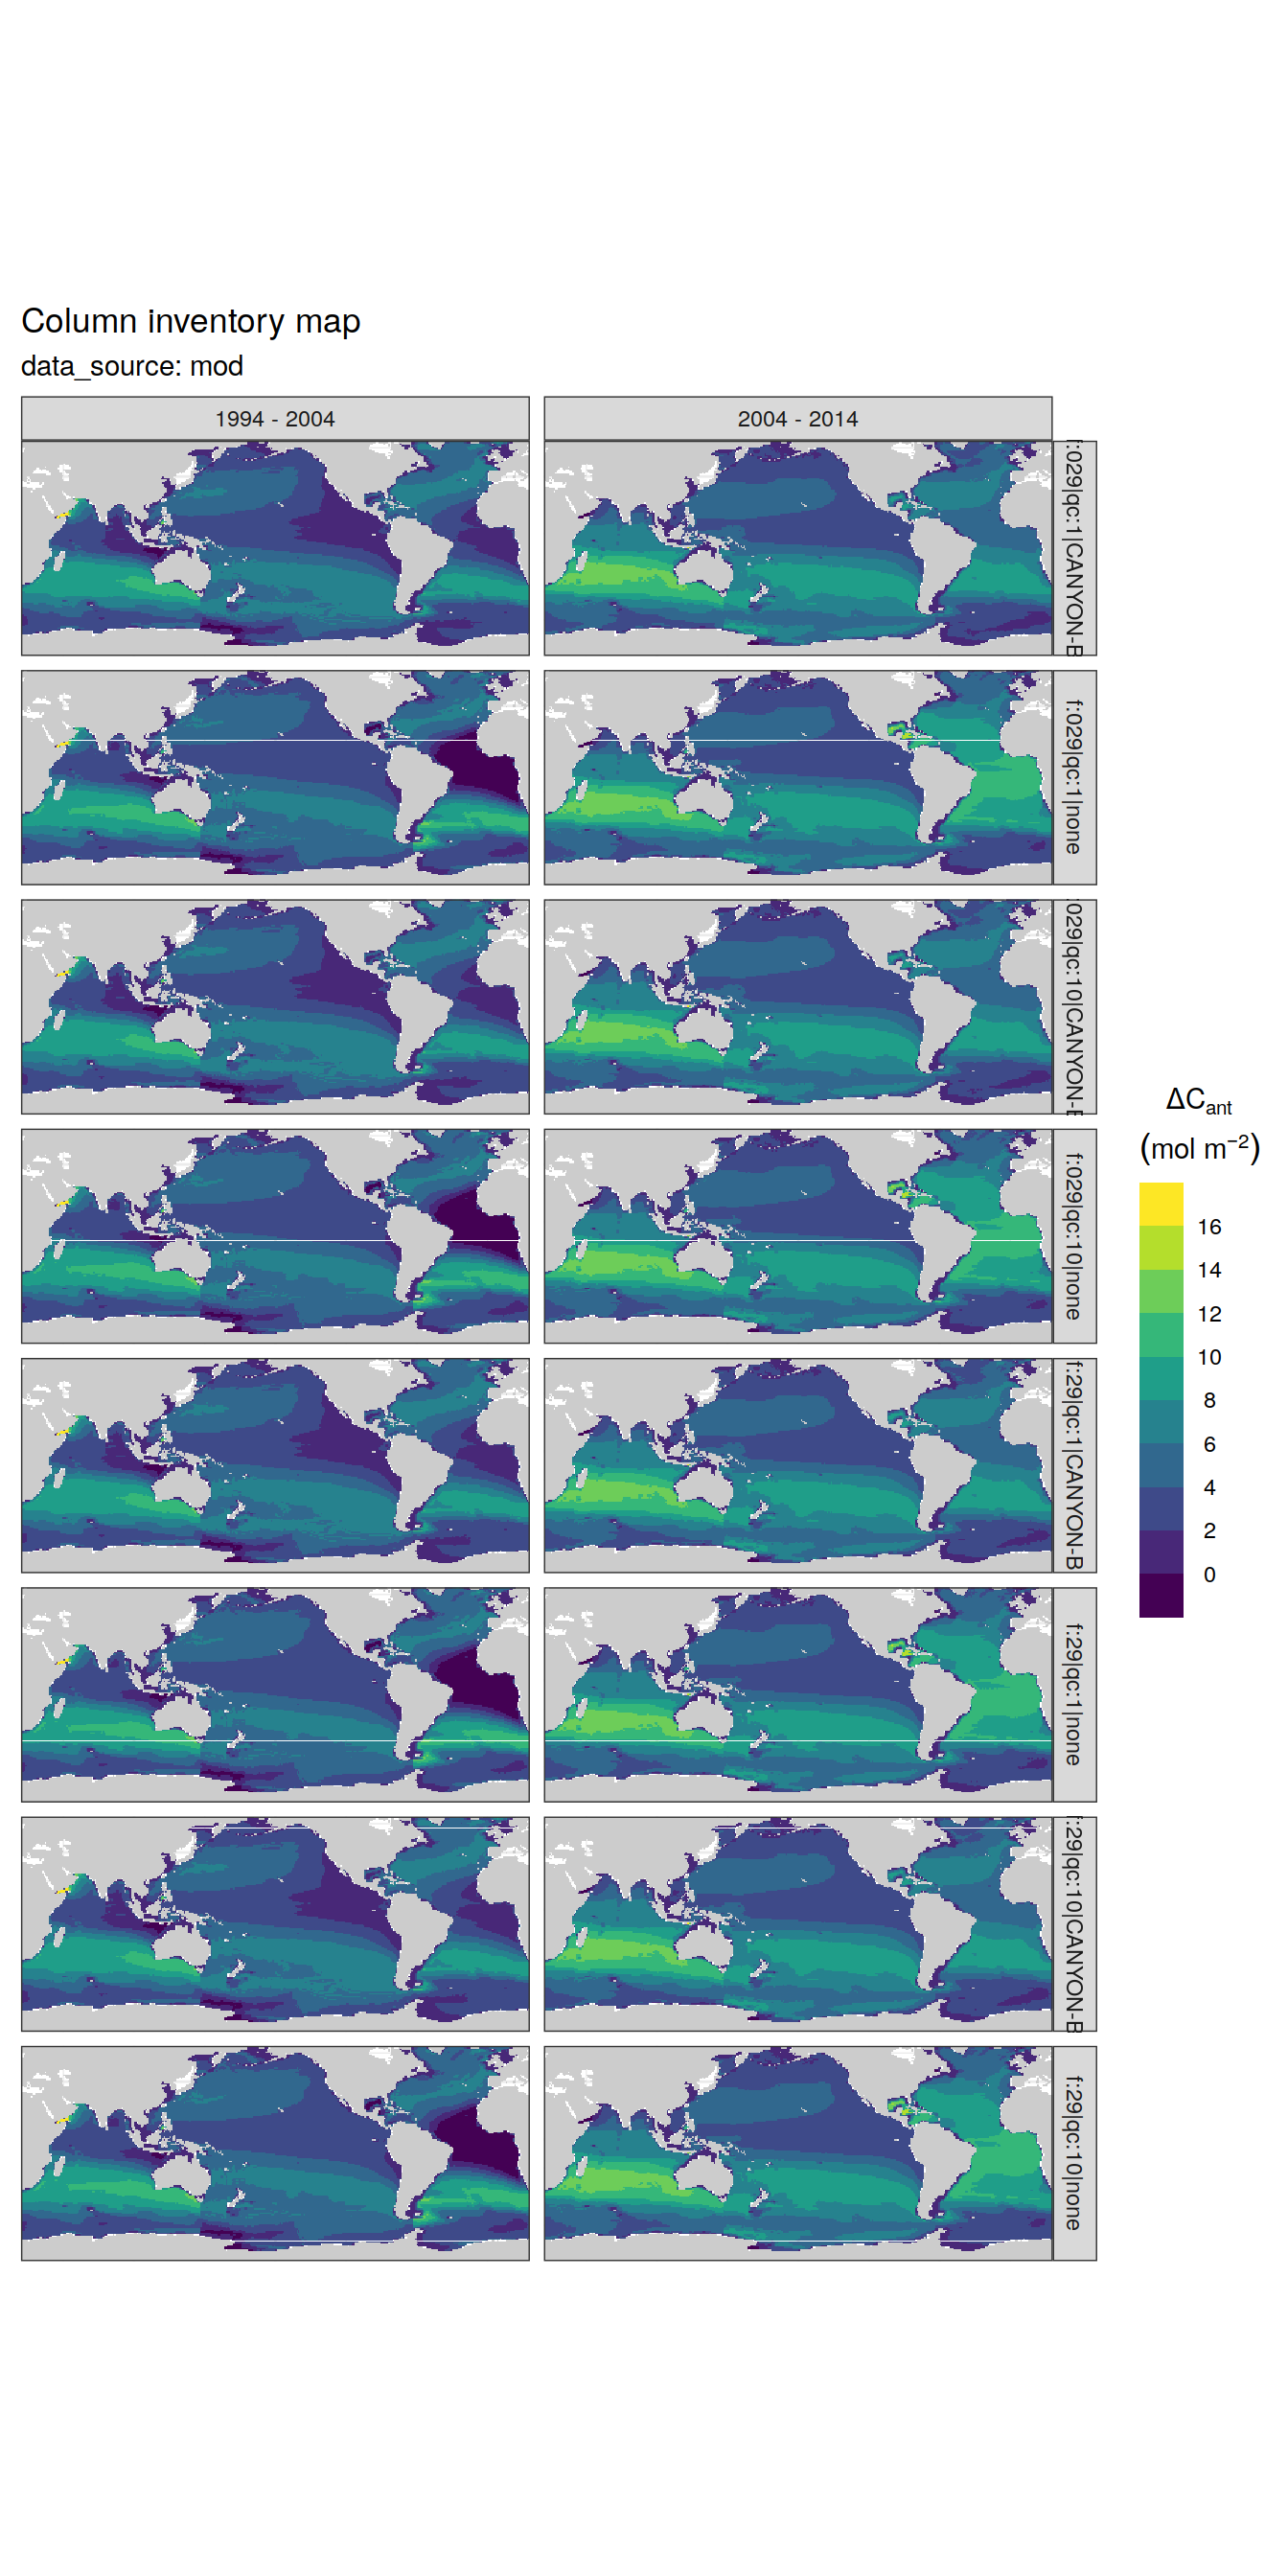 Column inventory map
data_source: mod
1994 - 2004
2004 - 2014
f:029|qc:1|CANYON-B
f:029|qc:1|none
029|qc:10|CANYON-B
f:029|qc:10|none
f:29|qc:1|CANYON-B
f:29|qc:1|none
f:29|qc:10|CANYON-B
f:29|qc:10|none
ΔCant
(mol m−2)
16
14
12
10
8
6
4
2
0